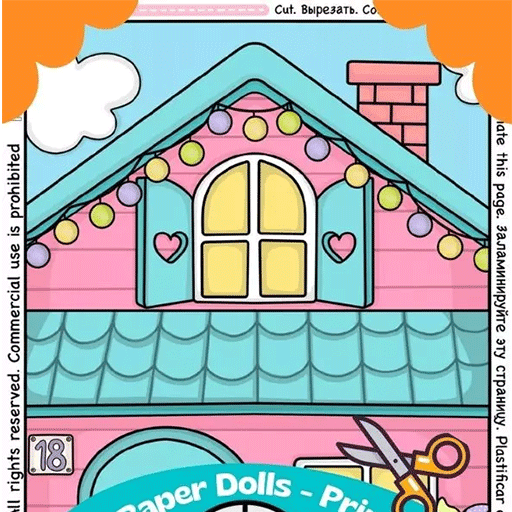 Cut. Вырезать. Co
All rights reserved. Commercial use is prohibited
ate this page. заламинируйте эту страницу. Plastificar
18
Paper Dolls - Pri